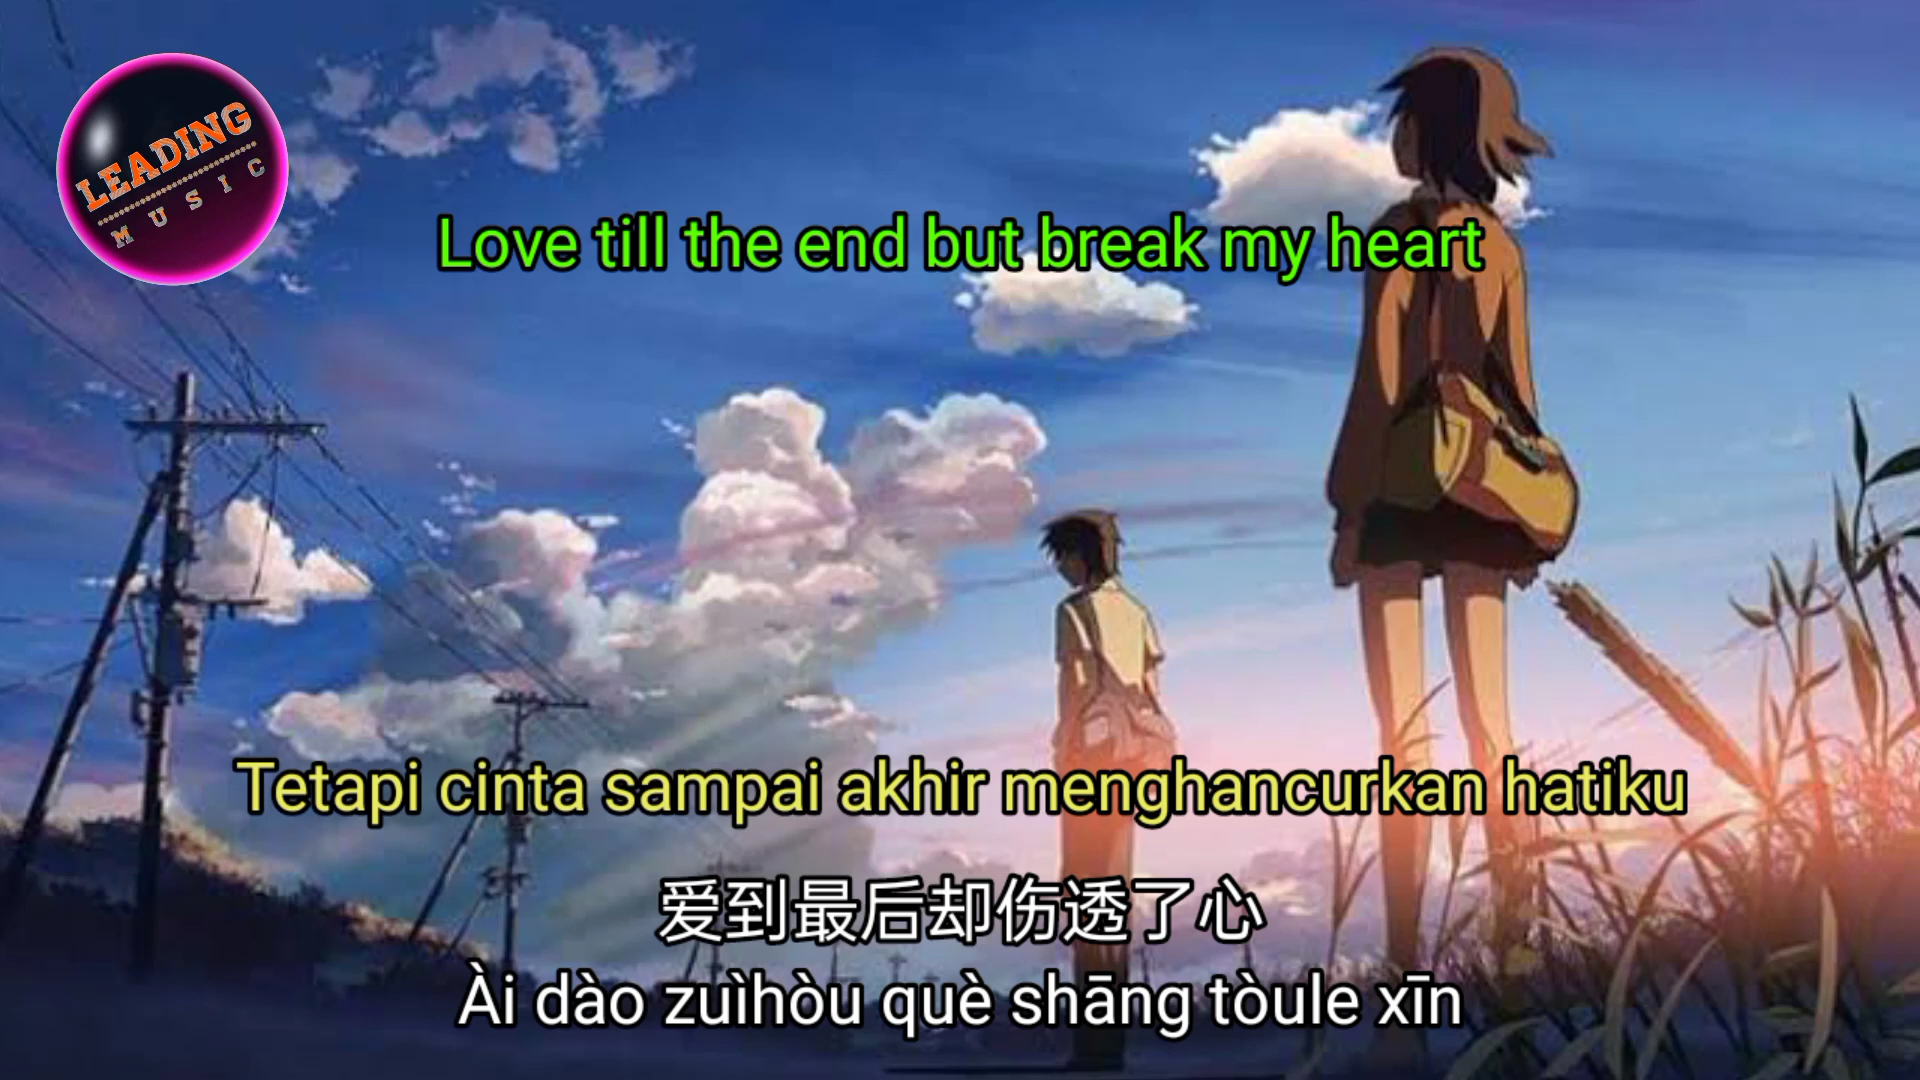 LEADING
MUSIC
Love till the end but break my heart
Tetapi cinta sampai akhir menghancurkan hatiku
爱到最后却伤透了心
Ài dào zuìhòu què shāng tòule xīn